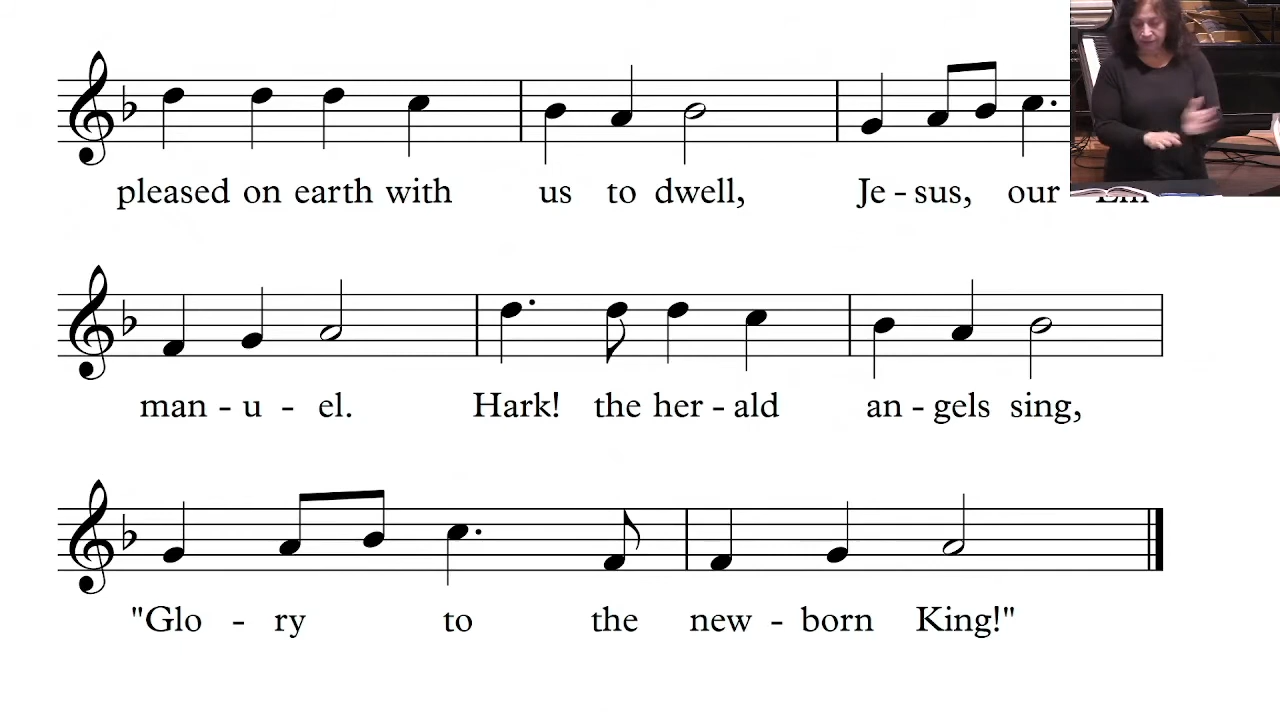 pleased on earth with us to dwell, Je - sus, our
man - u - el. Hark! the her - ald an - gels sing,
"Glo - ry to the new - born King!"